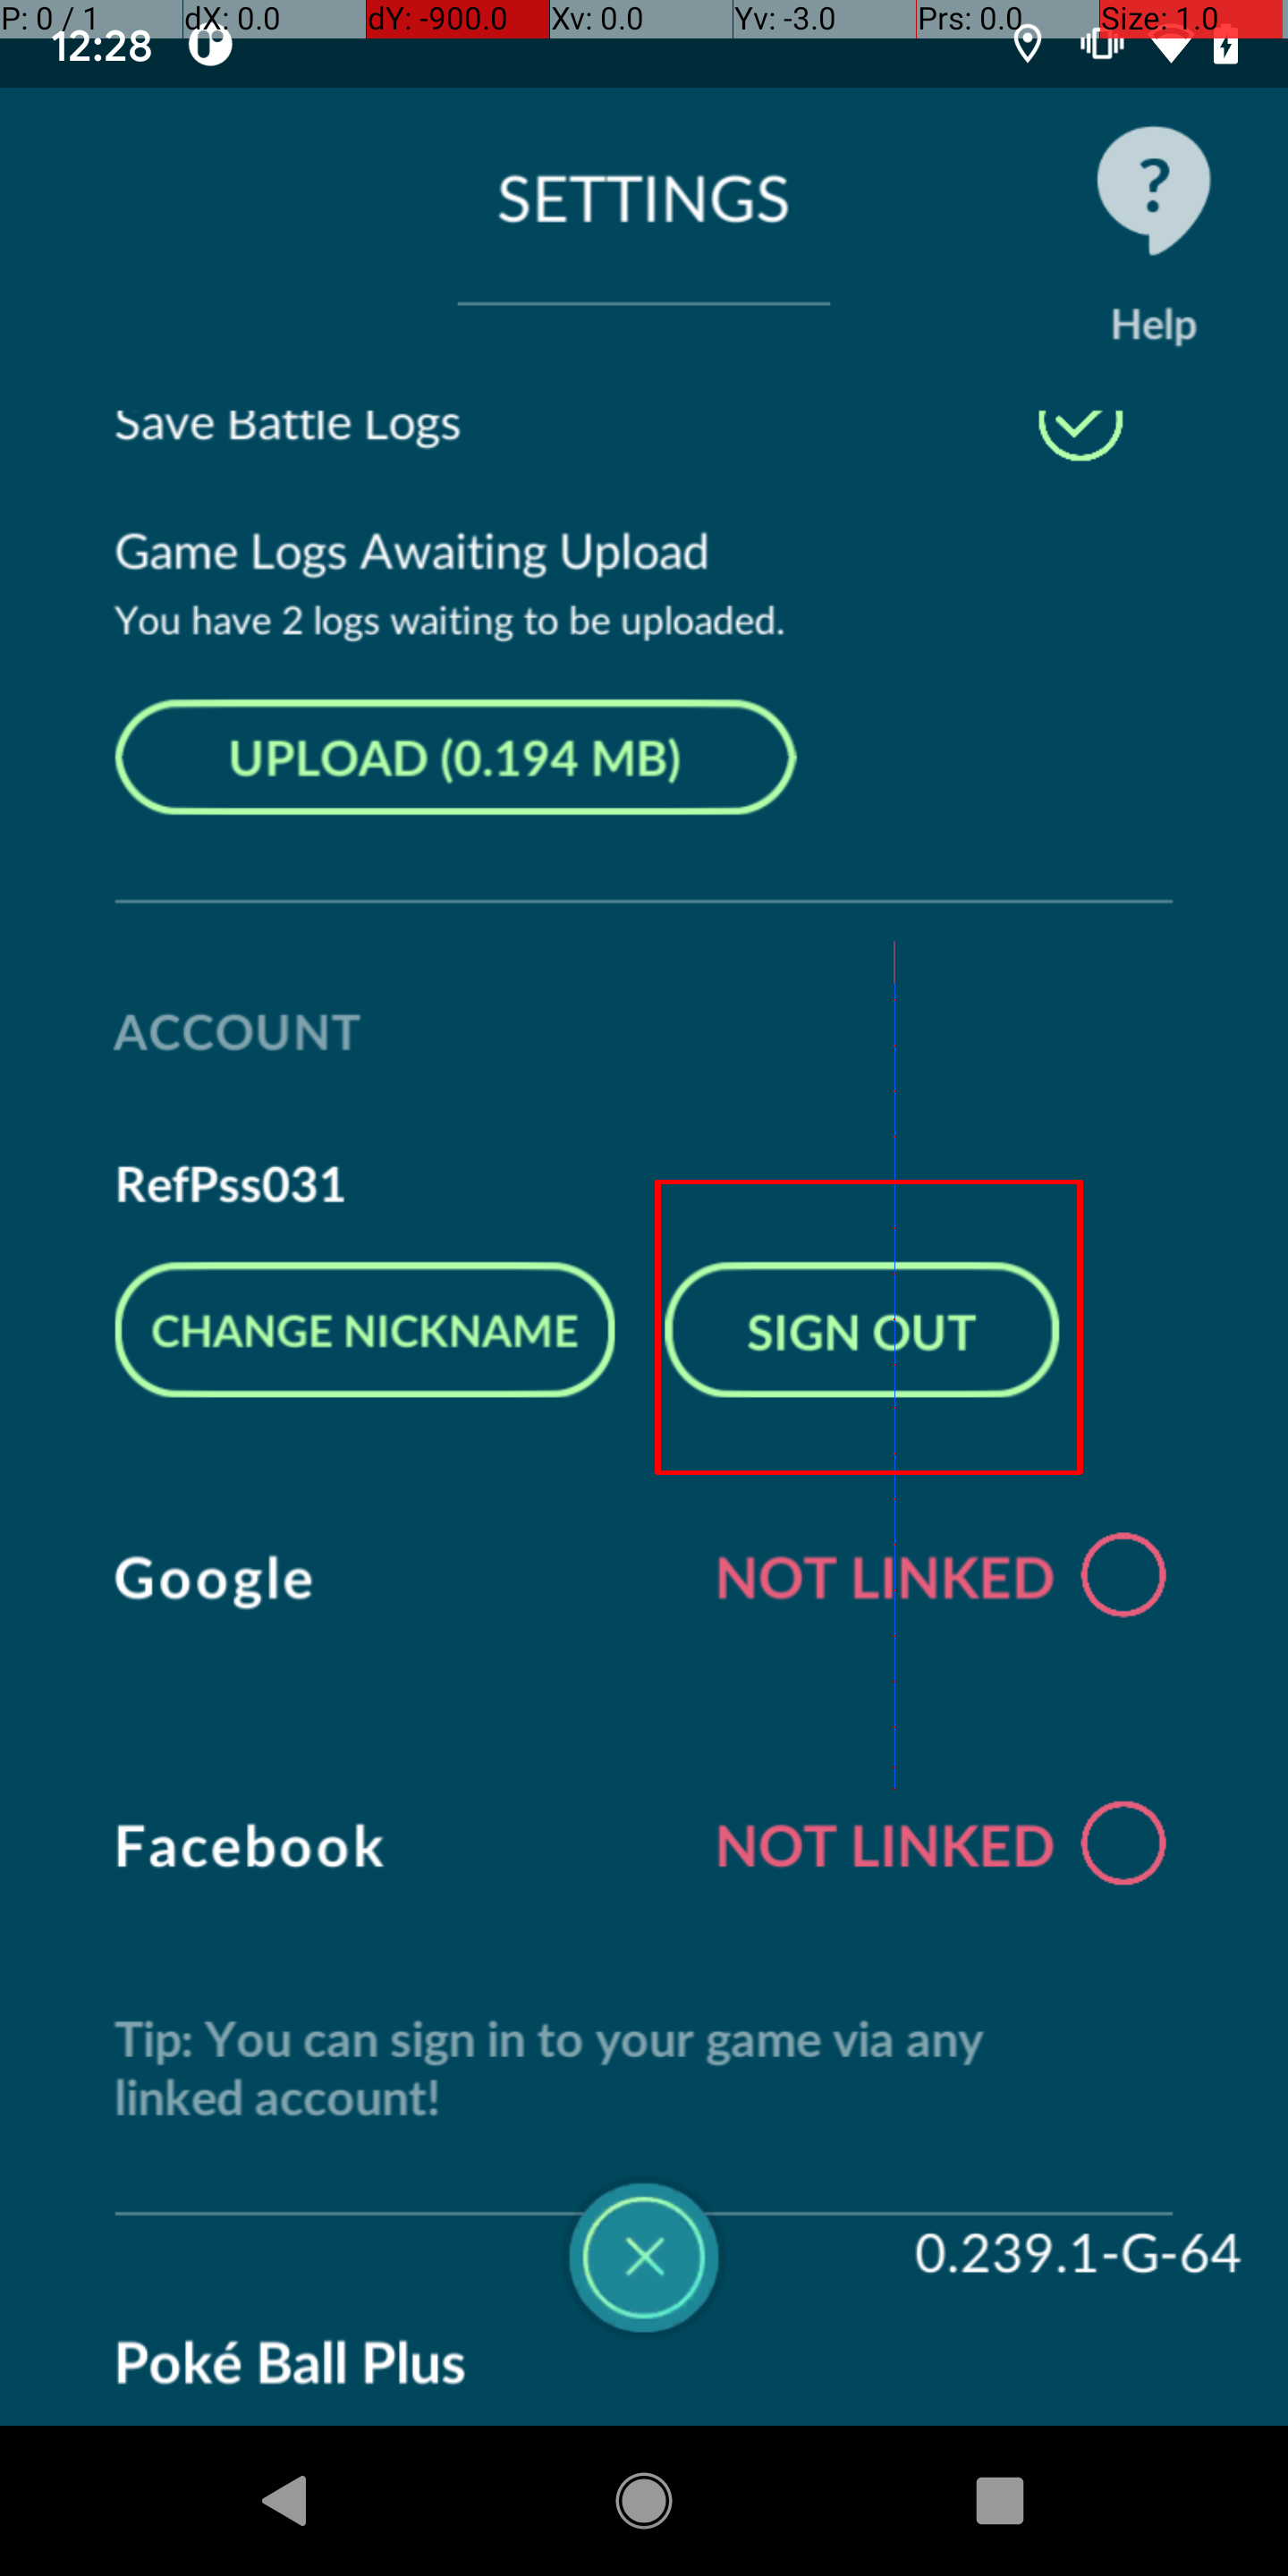 P: 0 / 1 dX: 0.0 dY: -900.0 Xv: 0.0 Yv: -3.0 Prs: 0.0 Size: 1.0
12:28
SETTINGS
?
Help
Save Battle Logs
Game Logs Awaiting Upload
You have 2 logs waiting to be uploaded.
UPLOAD (0.194 MB)
ACCOUNT
RefPss031
CHANGE NICKNAME SIGN OUT
Google NOT LINKED
Facebook NOT LINKED
Tip: You can sign in to your game via any
linked account!
0.239.1-G-64
Poké Ball Plus